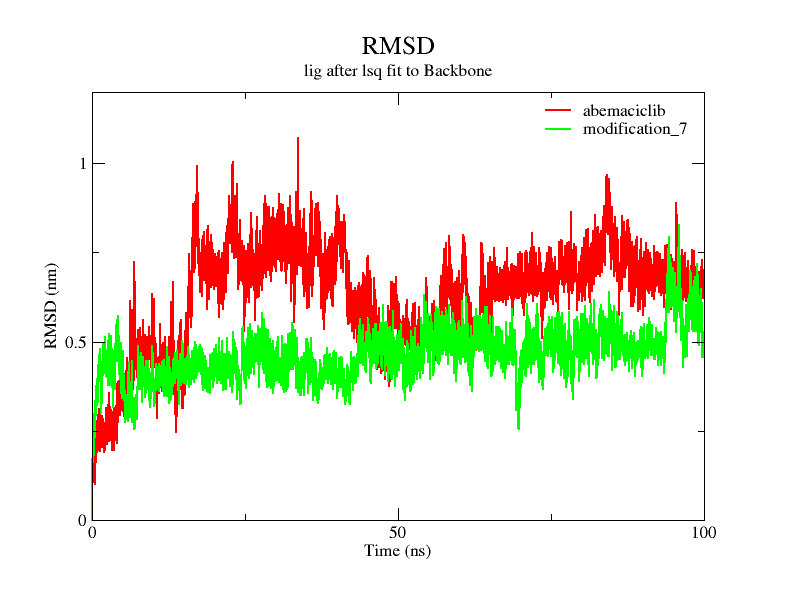 RMSD
lig after lsq fit to Backbone
abemaciclib
modification_7
1
0.5
0
RMSD (nm)
0
50
100
Time (ns)